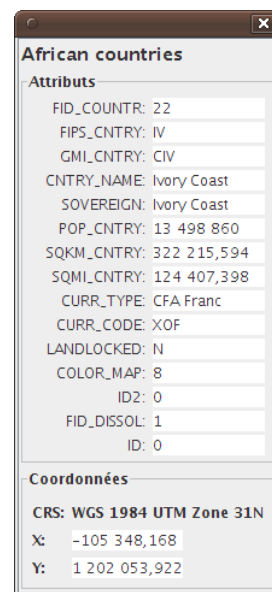 African countries
Attributs
FID_COUNTR: 22
FIPS_CNTRY: IV
GMI_CNTRY: CIV
CNTRY_NAME: Ivory Coast
SOVEREIGN: Ivory Coast
POP_CNTRY: 13 498 860
SQKM_CNTRY: 322 215,594
SQMI_CNTRY: 124 407,398
CURR_TYPE: CFA Franc
CURR_CODE: XOF
LANDLOCKED: N
COLOR_MAP: 8
ID2: 0
FID_DISSOL: 1
ID: 0
Coordonnées
CRS: WGS 1984 UTM Zone 31N
X: -105 348,168
Y: 1 202 053,922